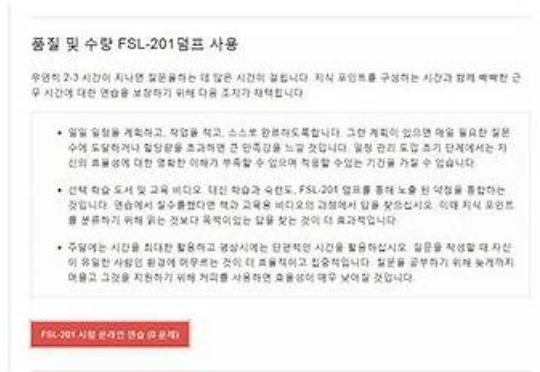 품질 및 수량 FSL-201덤프 사용
우연히 2-3 시간이 지나면 질문을하는 데 많은 시간이 걸립니다. 지식 포인트를 구성하는 시간과 함께 빡빡한 근
무 시간에 대한 연습을 보장하기 위해 다음 조치가 채택됩니다.
일일 일정을 계획하고, 작업을 적고, 스스로 완료하도록합니다. 그런 계획이 있으면 매일 필요한 질문
수에 도달하거나 할당량을 초과하면 큰 만족감을 느낄 것입니다. 일정 관리 도입 초기 단계에서는 자
신의 효율성에 대한 명확한 이해가 부족할 수 있으며 적응할 수있는 기간을 가질 수 있습니다.
선택 학습 도서 및 교육 비디오. 대신 학습과 숙련도, FSL-201 덤프를 통해 노출 된 약점을 통합하는
것입니다. 연습에서 실수를했다면 책과 교육용 비디오의 과정에서 답을 찾으십시오. 이때 지식 포인트
를 분류하기 위해 읽는 것보다 목적이있는 답을 찾는 것이 더 효과적입니다.
주말에는 시간을 최대한 활용하고 평상시에는 단편적인 시간을 활용하십시오. 질문을 작성할 때 자신
이 유일한 사람인 환경에 머무르는 것이 더 효율적이고 집중적입니다. 질문을 공부하기 위해 늦게까지
머물고 그것을 지원하기 위해 커피를 사용하면 효율성이 매우 낮아질 것입니다.
FSL-201 시험 온라인 연습 (0 문제)